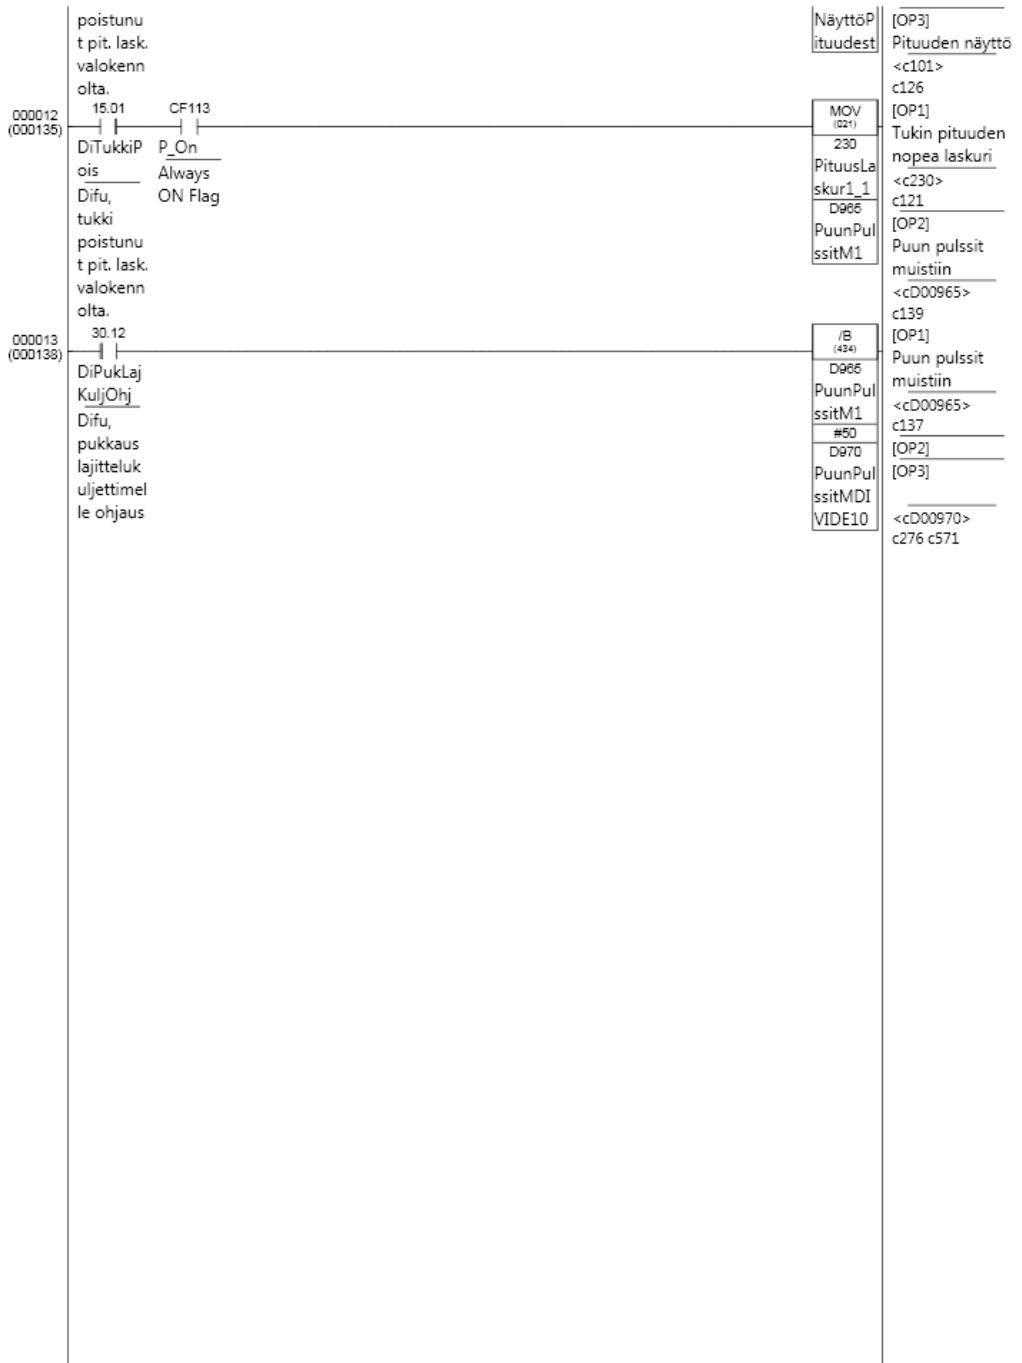 poistunu
t pit. lask.
valokenn
olta.
NäyttöP
ituudest
[OP3]
Pituuden näyttö
<c101>
c126
000012
(000135)
15.01
DiTukkiP
ois
Difu,
tukki
poistunu
t pit. lask.
valokenn
olta.
CF113
P_On
Always
ON Flag
MOV
(021)
230
PituusLa
skur1_1
D965
PuunPul
ssitM1
[OP1]
Tukin pituuden
nopea laskuri
<c230>
c121
[OP2]
Puun pulssit
muistiin
<cD00965>
c139
000013
(000138)
30.12
DiPukLaj
KuljOhj
Difu,
pukkaus
lajitteluk
uljettimel
le ohjaus
/B
(434)
D965
PuunPul
ssitM1
#50
D970
PuunPul
ssitMDI
VIDE10
[OP1]
Puun pulssit
muistiin
<cD00965>
c137
[OP2]
[OP3]
<cD00970>
c276 c571